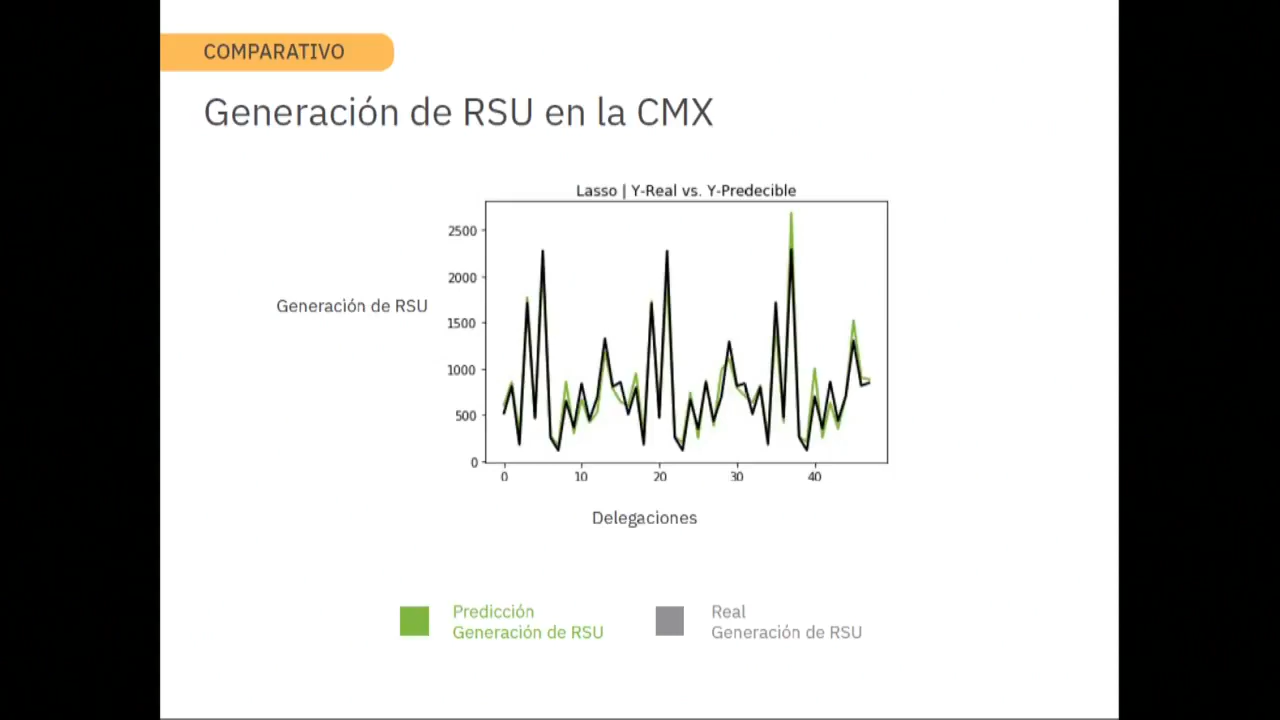 COMPARATIVO
Generación de RSU en la CMX
Lasso | Y-Real vs. Y-Predecible
2500
2000
1500
1000
500
0
Generación de RSU
0 10 20 30 40
Delegaciones
Predicción
Generación de RSU
Real
Generación de RSU